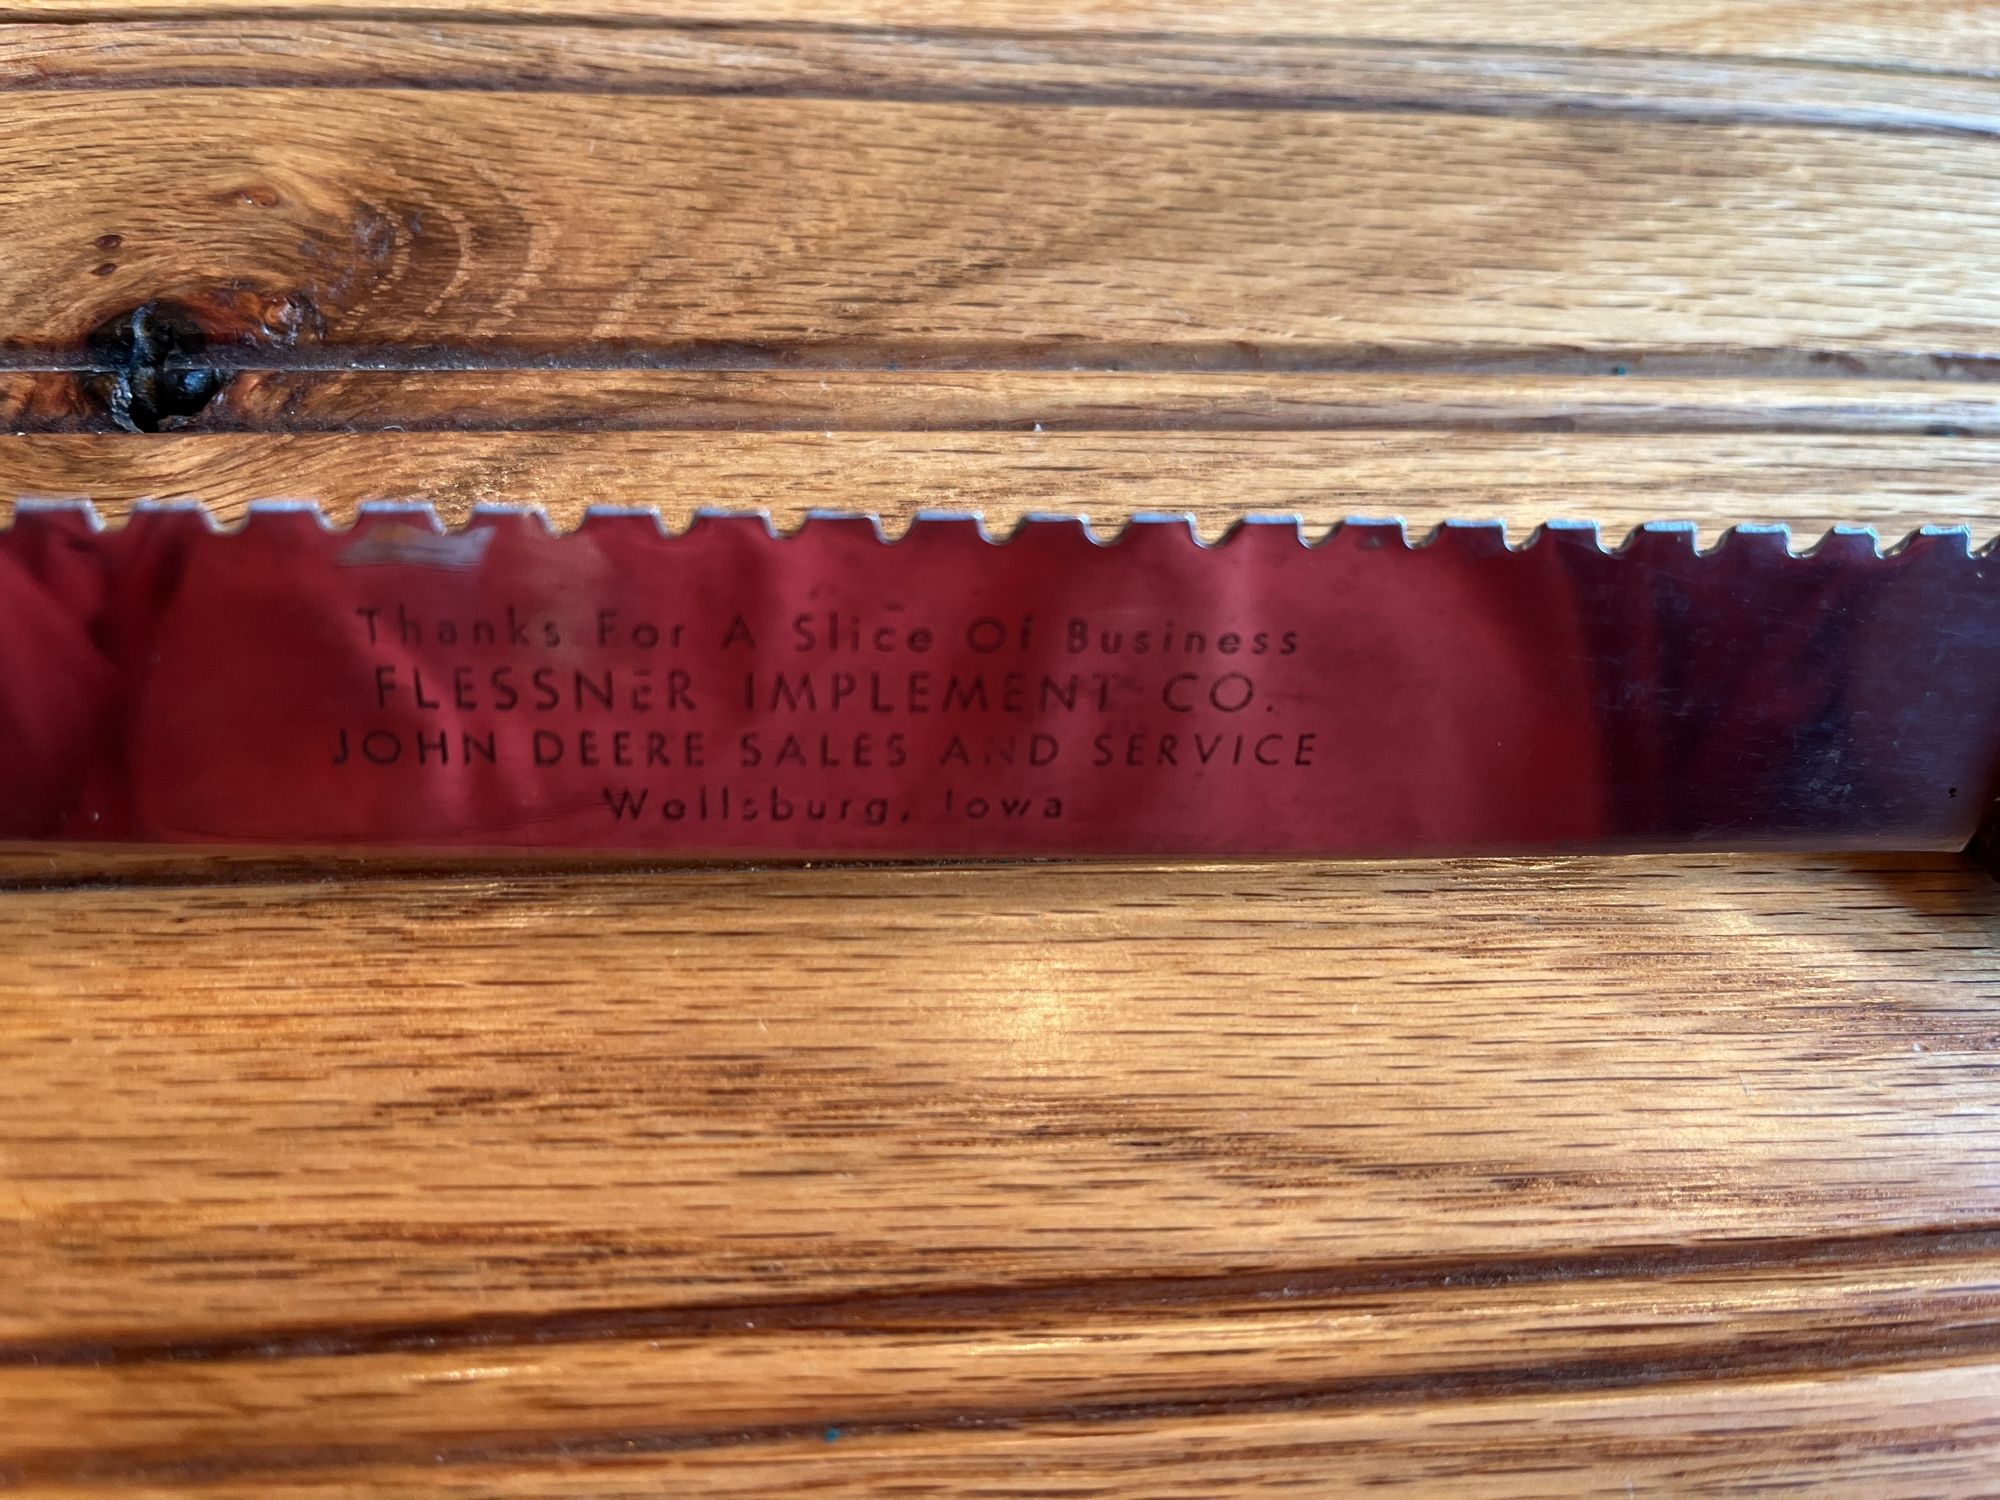 Thanks For A Slice Of Business
FLESSNER IMPLEMENT CO.
JOHN DEERE SALES AND SERVICE
Wellsburg, Iowa